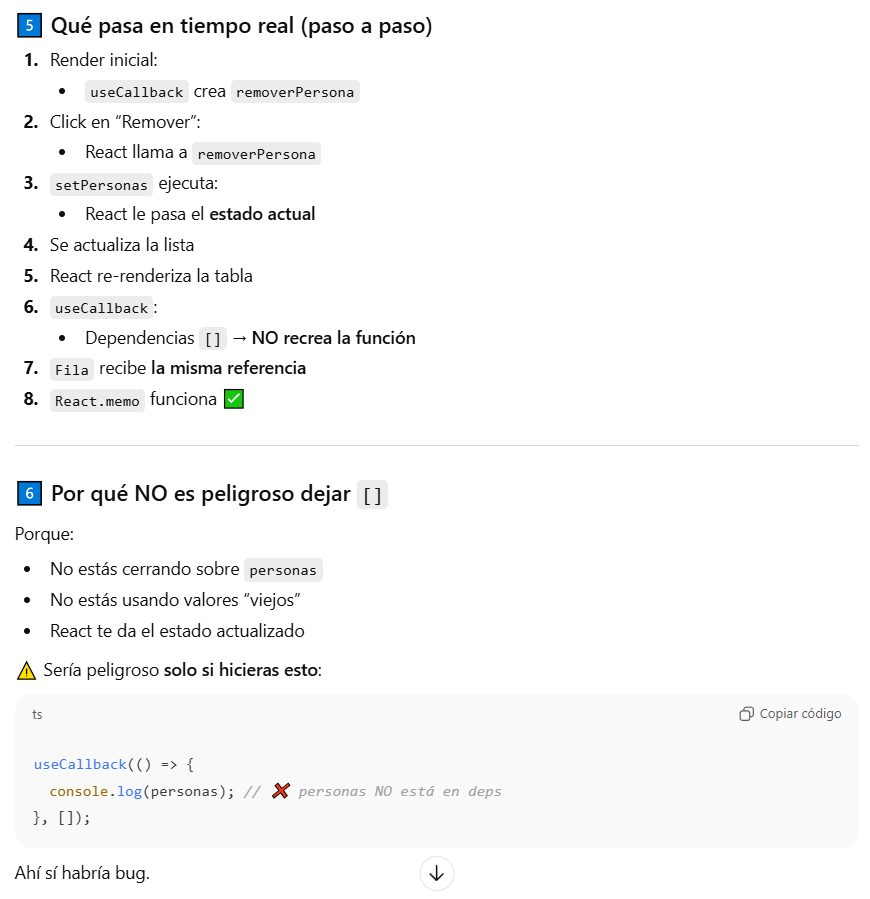 5 Qué pasa en tiempo real (paso a paso)
1. Render inicial:
• useCallback crea removerPersona
2. Click en “Remover”:
• React llama a removerPersona
3. setPersonas ejecuta:
• React le pasa el estado actual
4. Se actualiza la lista
5. React re-renderiza la tabla
6. useCallback:
• Dependencias [] → NO recrea la función
7. Fila recibe la misma referencia
8. React.memo funciona ✅
6 Por qué NO es peligroso dejar []
Porque:
• No estás cerrando sobre personas
• No estás usando valores “viejos”
• React te da el estado actualizado
⚠️ Sería peligroso solo si hicieras esto:
ts Copiar código
useCallback(() => {
console.log(personas); // ❌ personas NO está en deps
}, []);
Ahí sí habría bug.